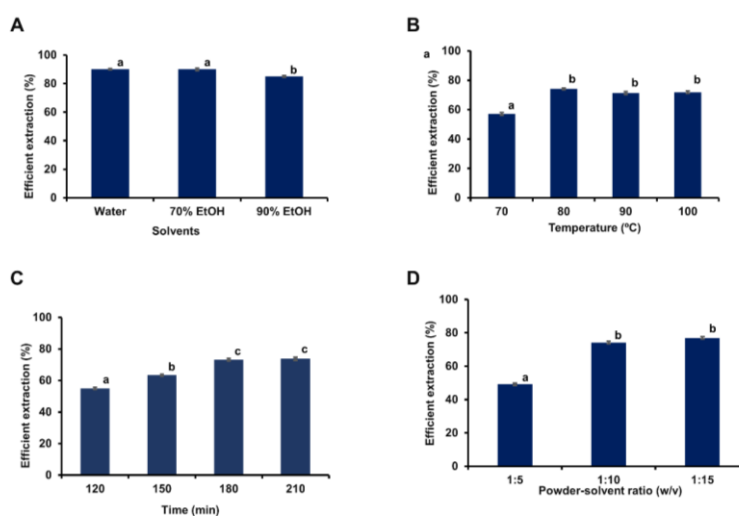 A
Efficient extraction (%)
100
80
60
40
20
0
a
a
b
Water 70% EtOH 90% EtOH
Solvents
B
a
Efficient extraction (%)
100
80
60
40
20
0
a
b
b
b
70 80 90 100
Temperature (ºC)
C
Efficient extraction (%)
100
80
60
40
20
0
a
b
c
c
120 150 180 210
Time (min)
D
Efficient extraction (%)
100
80
60
40
20
0
a
b
b
1:5 1:10 1:15
Powder-solvent ratio (w/v)